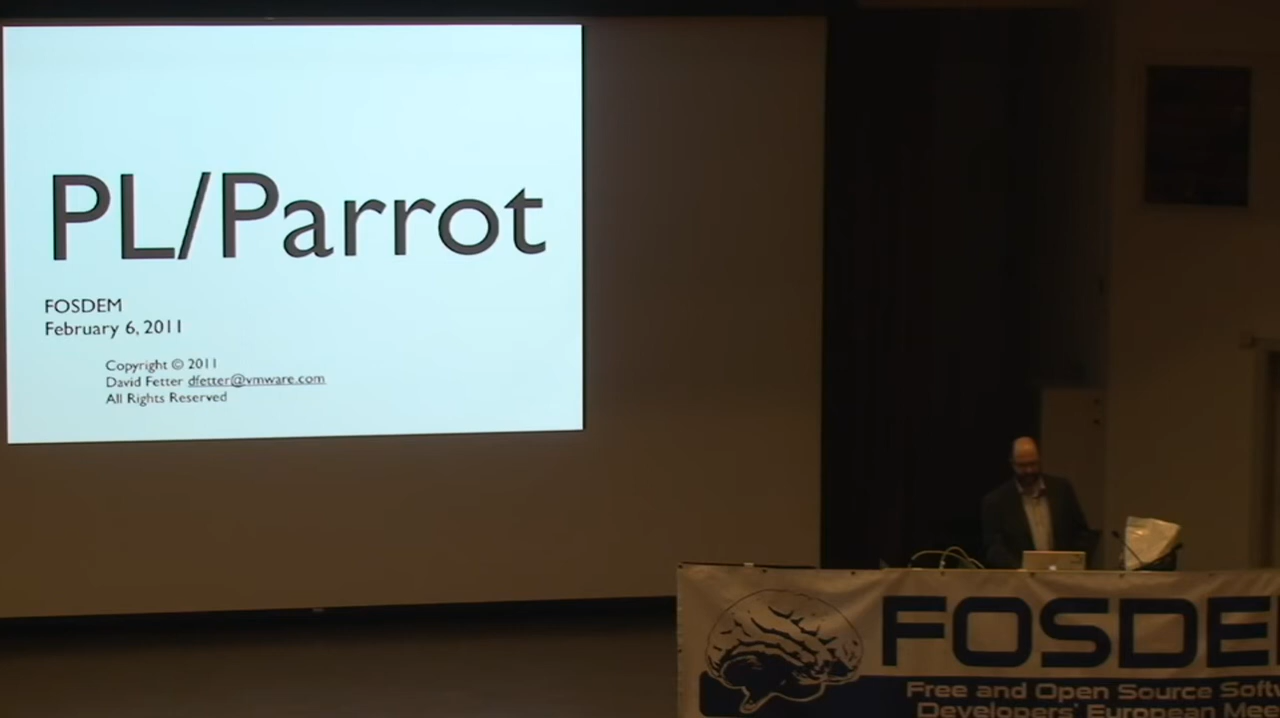 PL/Parrot
FOSDEM
February 6, 2011
Copyright © 2011
David Fetter dfetter@vmware.com
All Rights Reserved
FOSDE
Free and Open Source Soft
Developers' European Mee